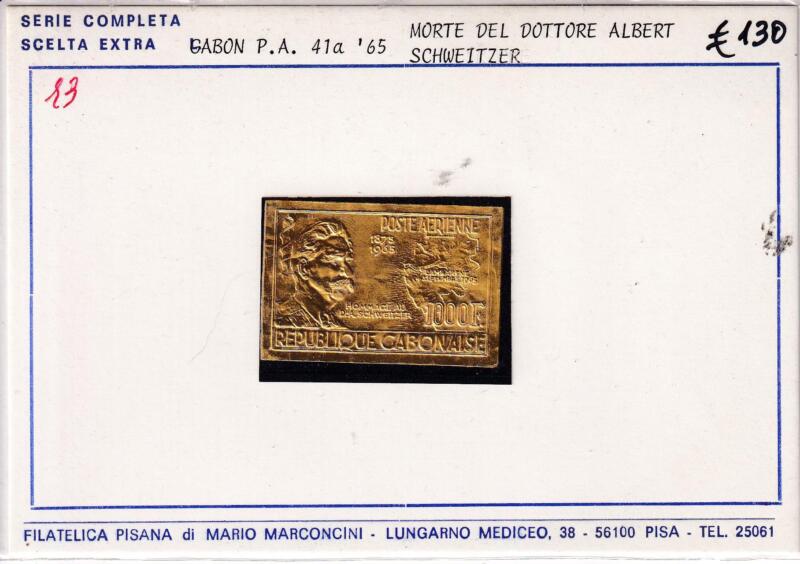 SERIE COMPLETA
SCELTA EXTRA
GABON P.A. 41a '65
MORTE DEL DOTTORE ALBERT
SCHWEITZER
£ 130
13
POSTE AERIENNE
1875
1965
HOMMAGE AU
DR. A. SCHWEITZER
1000F
REPUBLIQUE GABONAISE
FILATELICA PISANA di MARIO MARCONCINI - LUNGARNO MEDICEO, 38 - 56100 PISA - TEL. 25061